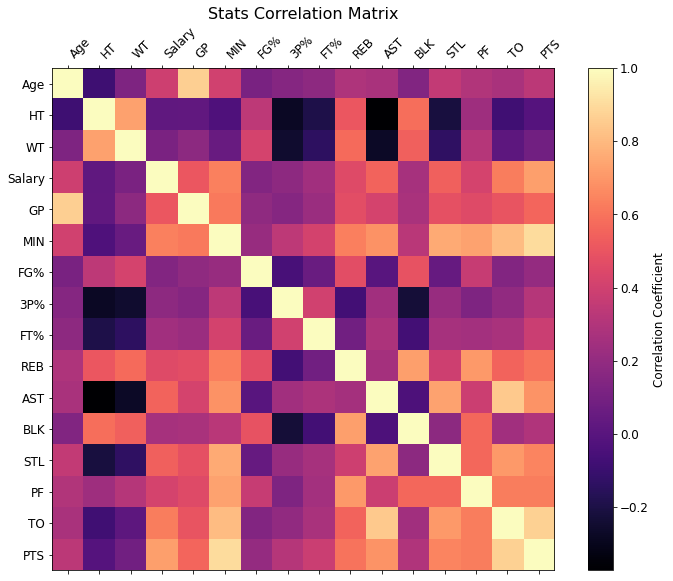 Stats Correlation Matrix
Age HT WT Salary GP MIN FG% 3P% FT% REB AST BLK STL PF TO PTS
Age
HT
WT
Salary
GP
MIN
FG%
3P%
FT%
REB
AST
BLK
STL
PF
TO
PTS
1.0
0.8
0.6
0.4
0.2
0.0
−0.2
Correlation Coefficient